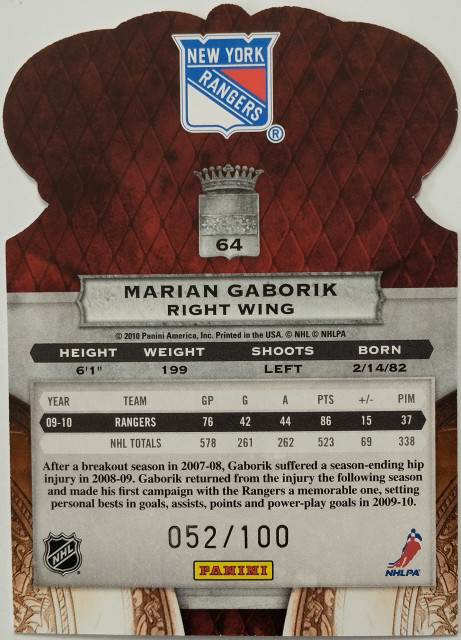 NEW YORK
RANGERS
®
64
MARIAN GABORIK
RIGHT WING
© 2010 Panini America, Inc. Printed in the USA. © NHL © NHLPA
HEIGHT WEIGHT SHOOTS BORN
6'1" 199 LEFT 2/14/82
YEAR TEAM GP G A PTS +/- PIM
09-10 RANGERS 76 42 44 86 15 37
NHL TOTALS 578 261 262 523 69 338
After a breakout season in 2007-08, Gaborik suffered a season-ending hip
injury in 2008-09. Gaborik returned from the injury the following season
and made his first campaign with the Rangers a memorable one, setting
personal bests in goals, assists, points and power-play goals in 2009-10.
052/100
NHL
PANINI
NHLPA